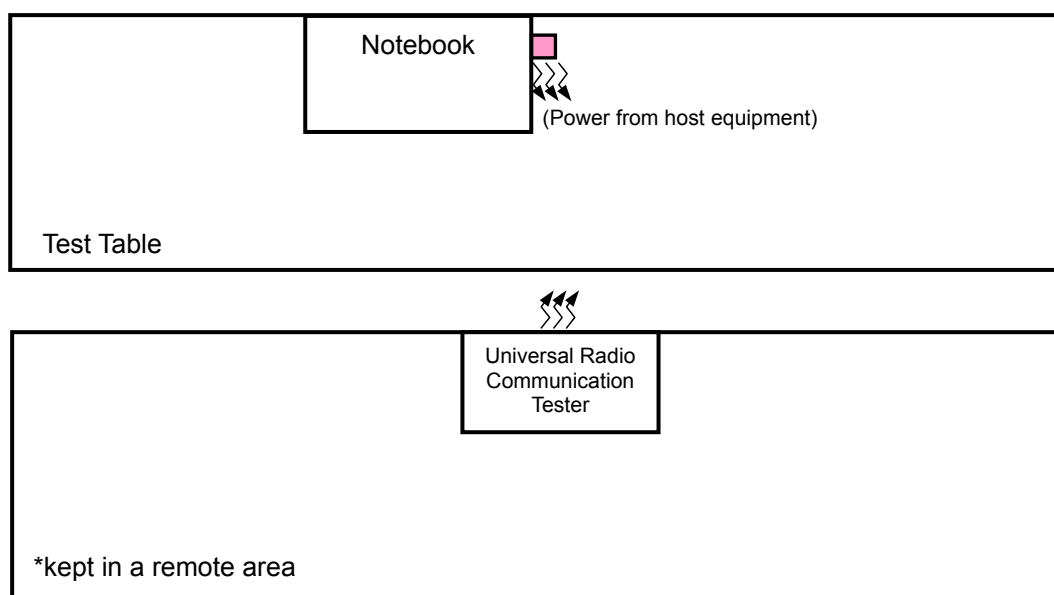 Notebook
(Power from host equipment)
Test Table
Universal Radio
Communication
Tester
*kept in a remote area